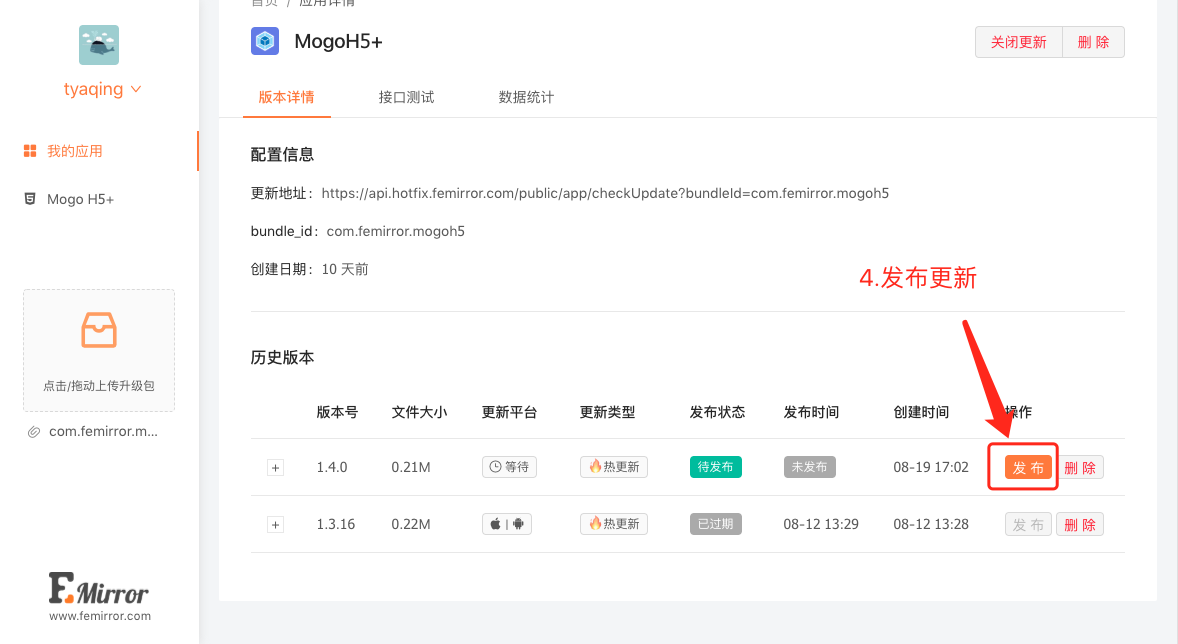 首页 / 应用详情
tyaqing
我的应用
Mogo H5+
点击/拖动上传升级包
com.femirror.m...
F.Mirror
www.femirror.com
MogoH5+
关闭更新 删 除
版本详情 接口测试 数据统计
配置信息
更新地址： https://api.hotfix.femirror.com/public/app/checkUpdate?bundleId=com.femirror.mogoh5
bundle_id： com.femirror.mogoh5
创建日期： 10 天前
4.发布更新
历史版本
版本号 文件大小 更新平台 更新类型 发布状态 发布时间 创建时间 操作
+ 1.4.0 0.21M 等待 热更新 待发布 未发布 08-19 17:02 发 布 删 除
+ 1.3.16 0.22M | 热更新 已过期 08-12 13:29 08-12 13:28 发 布 删 除